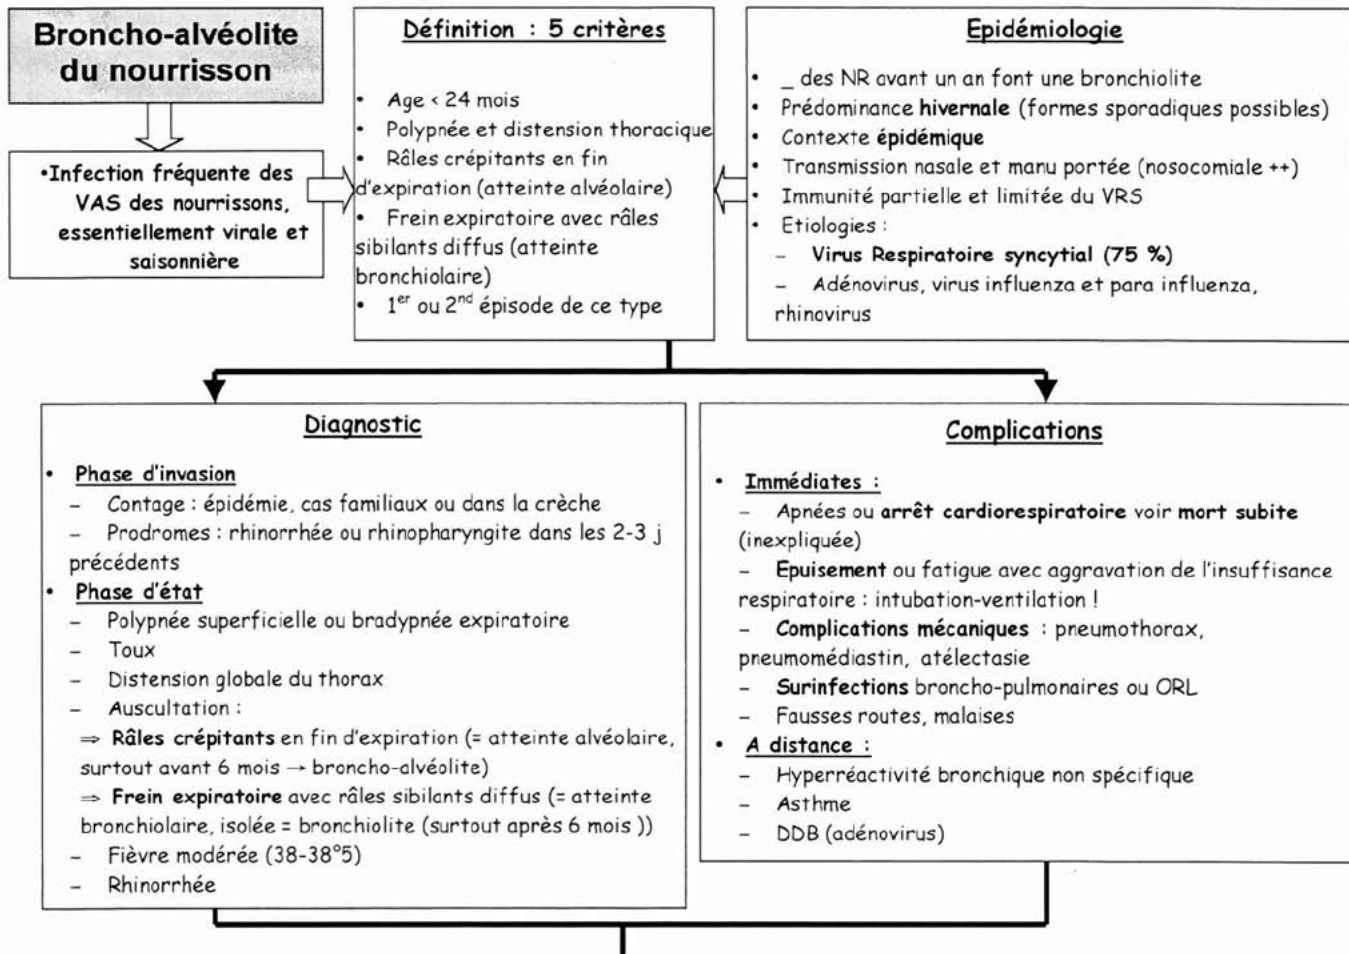 Broncho-alvéolite
du nourrisson
•Infection fréquente des
VAS des nourrissons,
essentiellement virale et
saisonnière
Définition : 5 critères
• Age < 24 mois
• Polypnée et distension thoracique
• Râles crépitants en fin
d'expiration (atteinte alvéolaire)
• Frein expiratoire avec râles
sibilants diffus (atteinte
bronchiolaire)
• 1er ou 2nd épisode de ce type
Epidémiologie
• _ des NR avant un an font une bronchiolite
• Prédominance hivernale (formes sporadiques possibles)
• Contexte épidémique
• Transmission nasale et manu portée (nosocomiale ++)
• Immunité partielle et limitée du VRS
• Etiologies :
– Virus Respiratoire syncytial (75 %)
– Adénovirus, virus influenza et para influenza,
rhinovirus
Diagnostic
• Phase d'invasion
– Contage : épidémie, cas familiaux ou dans la crèche
– Prodromes : rhinorrhée ou rhinopharyngite dans les 2-3 j
précédents
• Phase d'état
– Polypnée superficielle ou bradypnée expiratoire
– Toux
– Distension globale du thorax
– Auscultation :
⇒ Râles crépitants en fin d'expiration (= atteinte alvéolaire,
surtout avant 6 mois → broncho-alvéolite)
⇒ Frein expiratoire avec râles sibilants diffus (= atteinte
bronchiolaire, isolée = bronchiolite (surtout après 6 mois ))
– Fièvre modérée (38-38°5)
– Rhinorrhée
Complications
• Immédiates :
– Apnées ou arrêt cardiorespiratoire voir mort subite
(inexpliquée)
– Epuisement ou fatigue avec aggravation de l'insuffisance
respiratoire : intubation-ventilation !
– Complications mécaniques : pneumothorax,
pneumomédiastin, atélectasie
– Surinfections broncho-pulmonaires ou ORL
– Fausses routes, malaises
• A distance :
– Hyperréactivité bronchique non spécifique
– Asthme
– DDB (adénovirus)